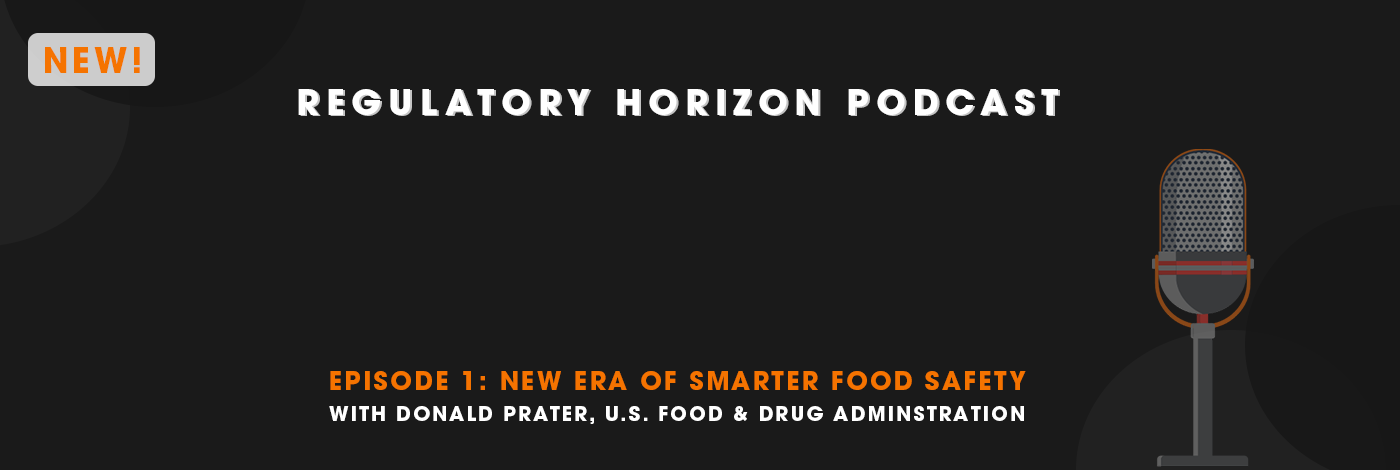 NEW!
REGULATORY HORIZON PODCAST
EPISODE 1: NEW ERA OF SMARTER FOOD SAFETY
WITH DONALD PRATER, U.S. FOOD & DRUG ADMINSTRATION